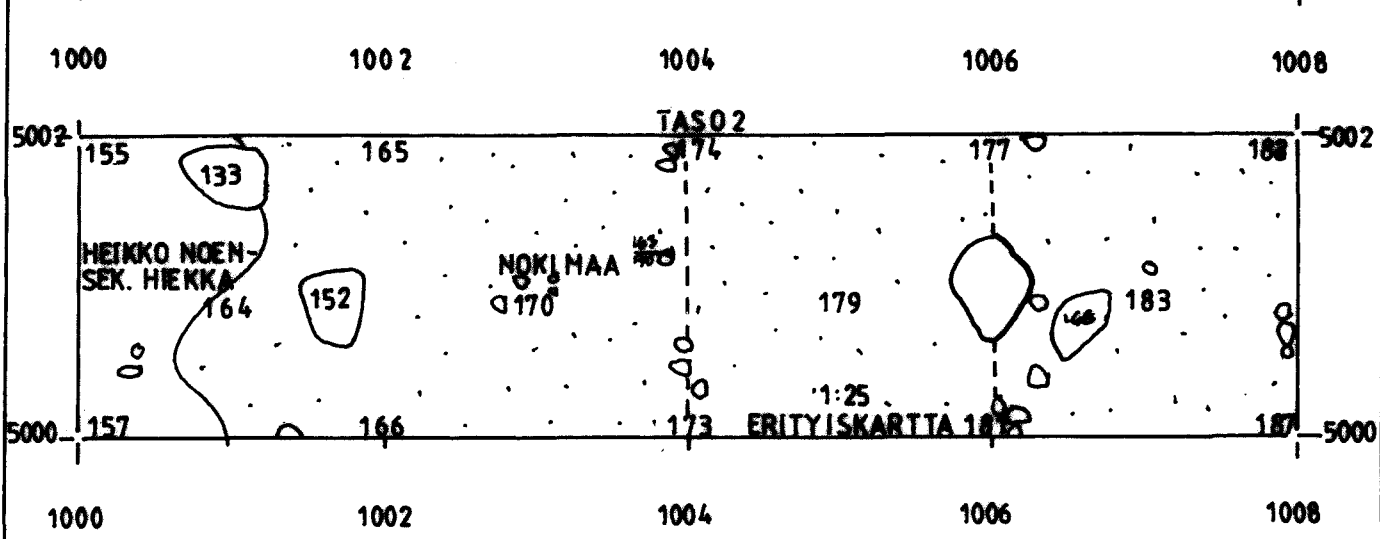 1000 1002 1004 1006 1008
TASO 2
5002 5002
155 165 174 177
133
HEIKKO NOEN-
SEK. HIEKKA
NOKIMAA
164 152 170 179 183
1:25
5000 157 166 173 ERITYISKARTTA 187 5000
1000 1002 1004 1006 1008